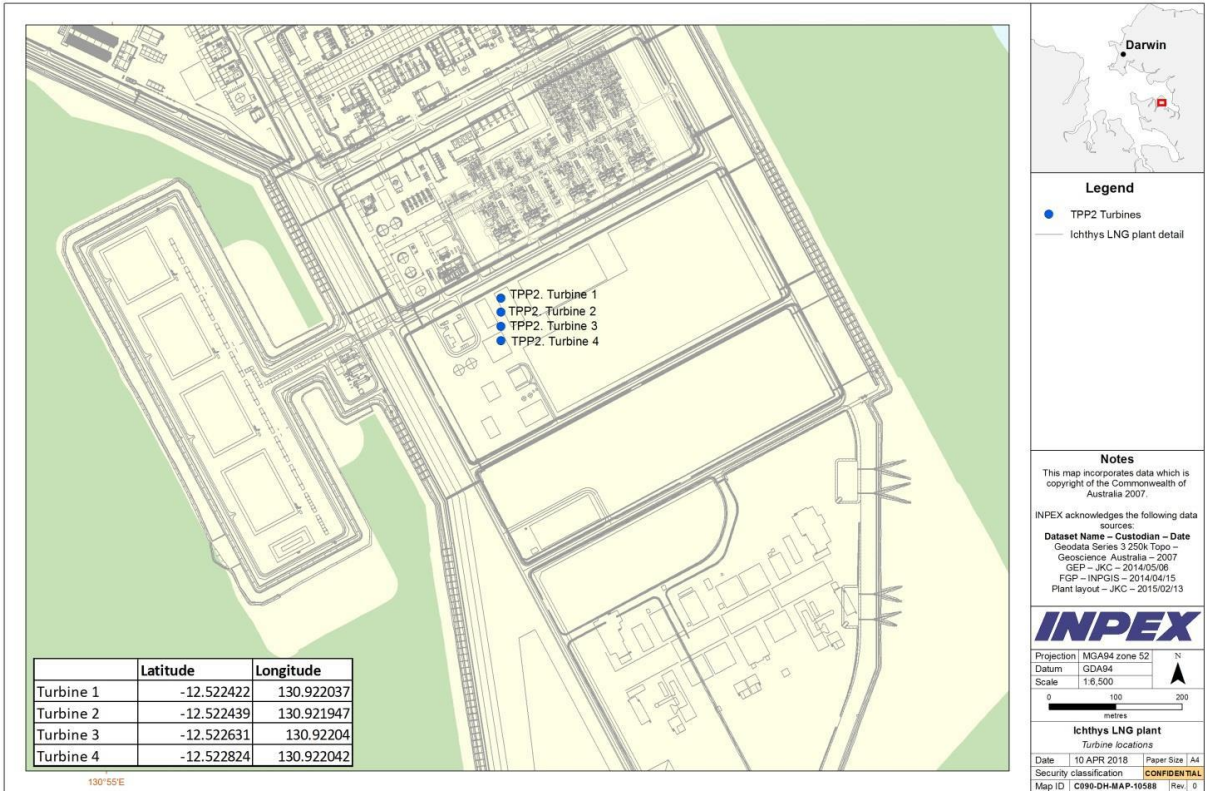 TPP2. Turbine 1
TPP2. Turbine 2
TPP2. Turbine 3
TPP2. Turbine 4
Latitude Longitude
Turbine 1 -12.522422 130.922037
Turbine 2 -12.522439 130.921947
Turbine 3 -12.522631 130.92204
Turbine 4 -12.522824 130.922042
130°55'E
Darwin
Legend
TPP2 Turbines
Ichthys LNG plant detail
Notes
This map incorporates data which is
copyright of the Commonwealth of
Australia 2007.
INPEX acknowledges the following data
sources:
Dataset Name – Custodian – Date
Geodata Series 3 250k Topo –
Geoscience Australia – 2007
GEP – JKC – 2014/05/06
FGP – INPGIS – 2014/04/15
Plant layout – JKC – 2015/02/13
INPEX
Projection MGA94 zone 52
Datum GDA94
Scale 1:6,500
N
0 100 200
metres
Ichthys LNG plant
Turbine locations
Date 10 APR 2018 Paper Size A4
Security classification CONFIDENTIAL
Map ID C090-DH-MAP-10588 Rev. 0